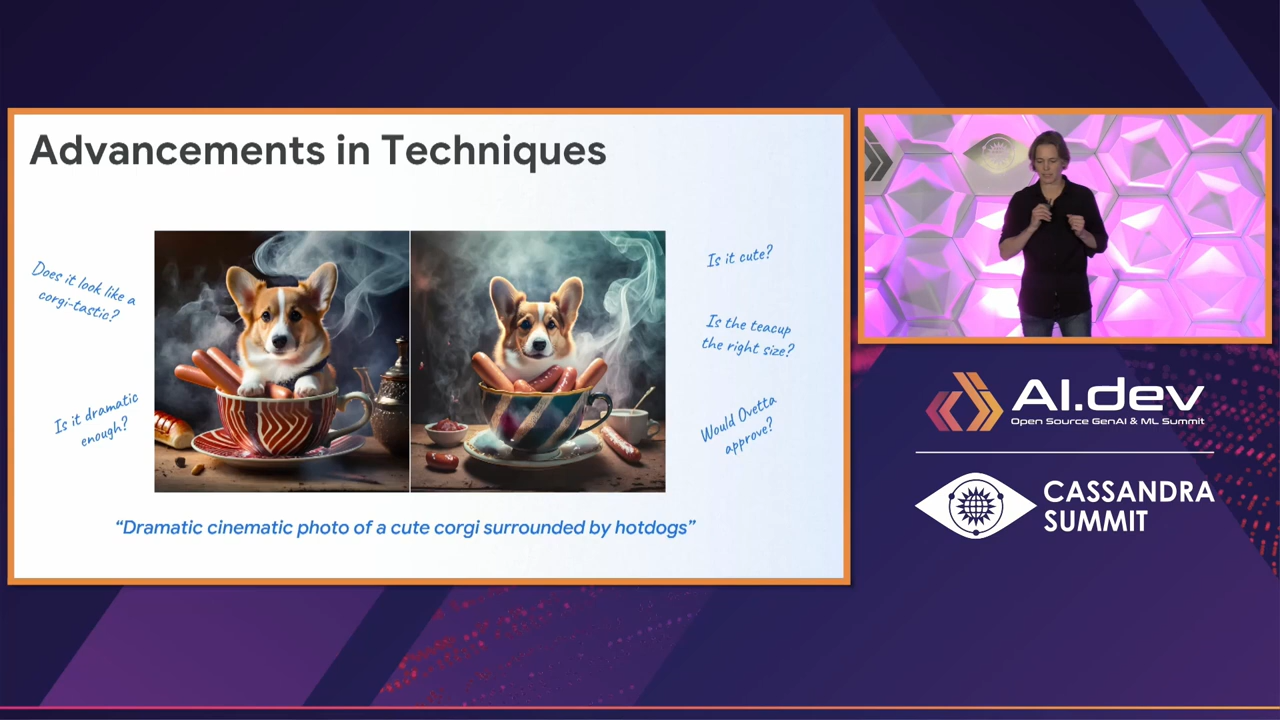 Advancements in Techniques
Does it look like a
corgi-tastic?
Is it dramatic
enough?
Is it cute?
Is the teacup
the right size?
Would Ovetta
approve?
“Dramatic cinematic photo of a cute corgi surrounded by hotdogs”
AI.dev
Open Source GenAI & ML Summit
CASSANDRA
SUMMIT